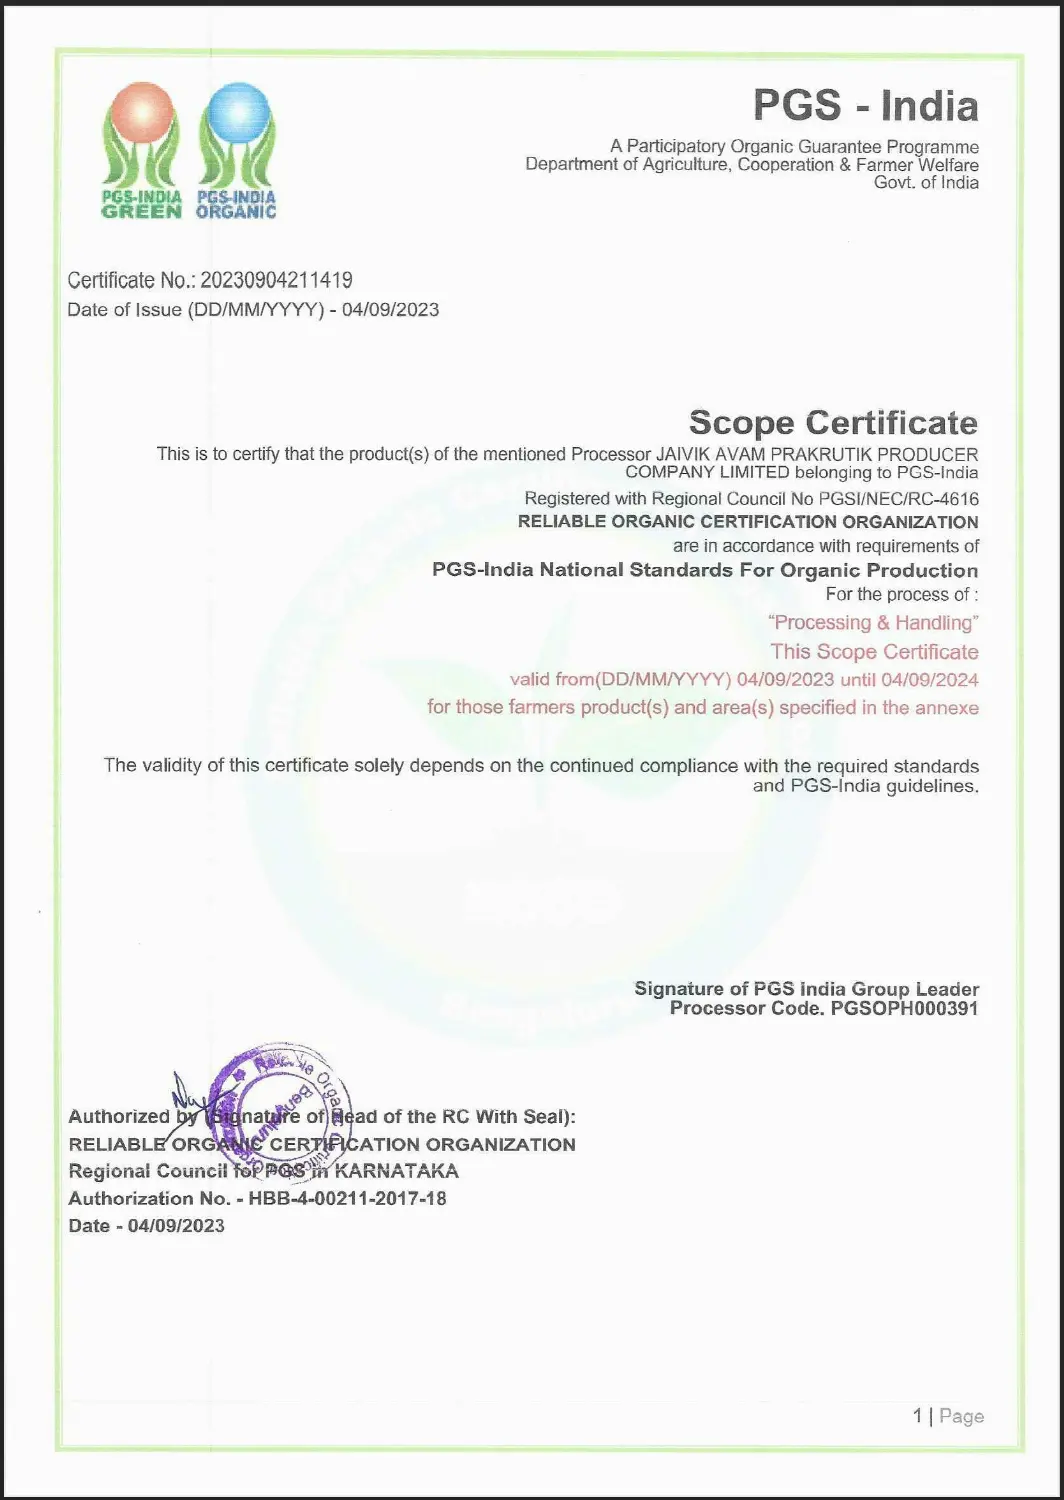 PGS-INDIA
GREEN
PGS-INDIA
ORGANIC
PGS - India
A Participatory Organic Guarantee Programme
Department of Agriculture, Cooperation & Farmer Welfare
Govt. of India
Certificate No.: 20230904211419
Date of Issue (DD/MM/YYYY) - 04/09/2023
Scope Certificate
This is to certify that the product(s) of the mentioned Processor JAIVIK AVAM PRAKRUTIK PRODUCER
COMPANY LIMITED belonging to PGS-India
Registered with Regional Council No PGSI/NEC/RC-4616
RELIABLE ORGANIC CERTIFICATION ORGANIZATION
are in accordance with requirements of
PGS-India National Standards For Organic Production
For the process of :
“Processing & Handling”
This Scope Certificate
valid from(DD/MM/YYYY) 04/09/2023 until 04/09/2024
for those farmers product(s) and area(s) specified in the annexe
The validity of this certificate solely depends on the continued compliance with the required standards
and PGS-India guidelines.
Signature of PGS India Group Leader
Processor Code. PGSOPH000391
Authorized by (Signature of Head of the RC With Seal):
RELIABLE ORGANIC CERTIFICATION ORGANIZATION
Regional Council for PGS in KARNATAKA
Authorization No. - HBB-4-00211-2017-18
Date - 04/09/2023
1 | Page